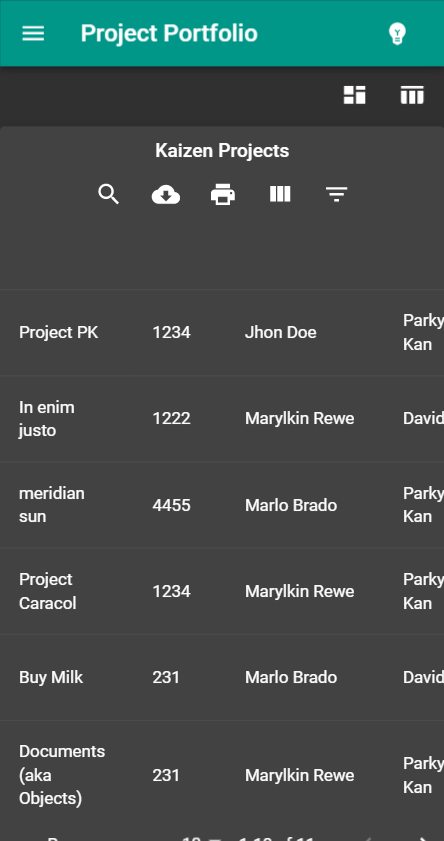 Project Portfolio
Kaizen Projects
Project PK 1234 Jhon Doe Parky
Kan
In enim
justo 1222 Marylkin Rewe David
meridian
sun 4455 Marlo Brado Parky
Kan
Project
Caracol 1234 Marylkin Rewe Parky
Kan
Buy Milk 231 Marlo Brado David
Documents
(aka
Objects) 231 Marylkin Rewe Parky
Kan